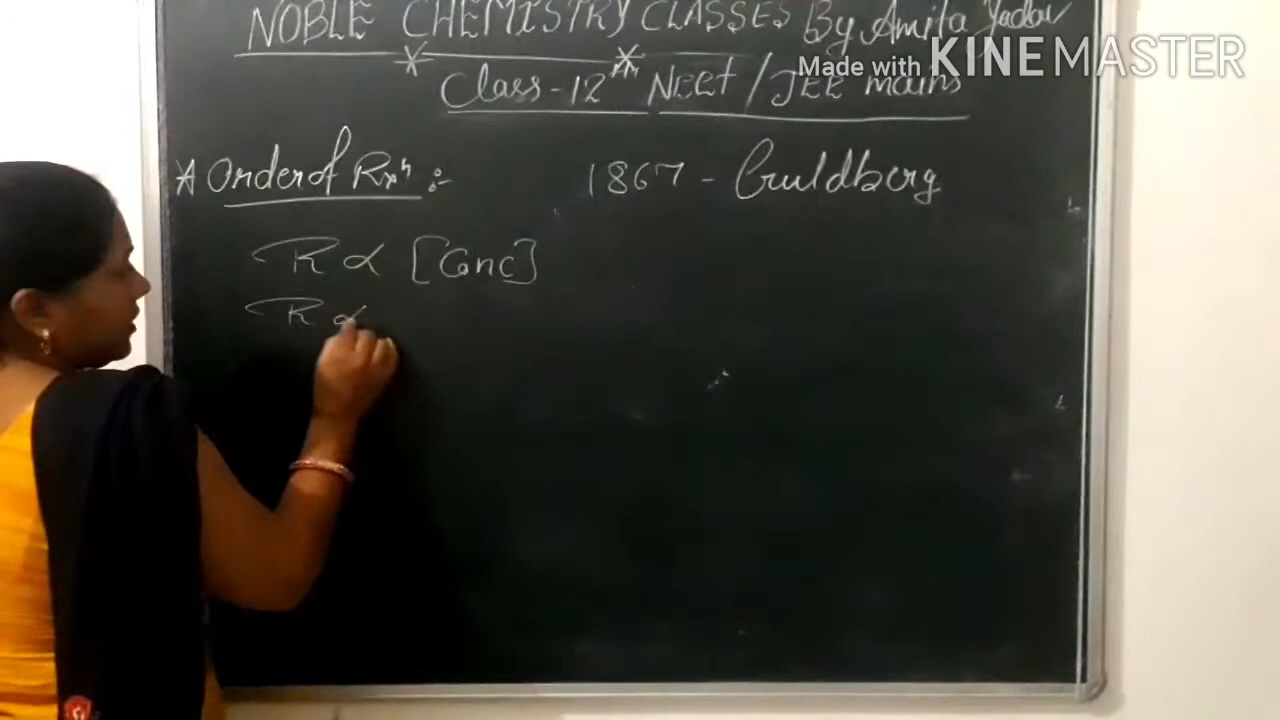 NOBLE CHEMISTRY CLASSES By Amita Yadav
Made with KINEMASTER
Class-12th NEET / JEE mains
* Order of Rxn :- 1867 - Guldberg
R ∝ [Conc]
R ∝